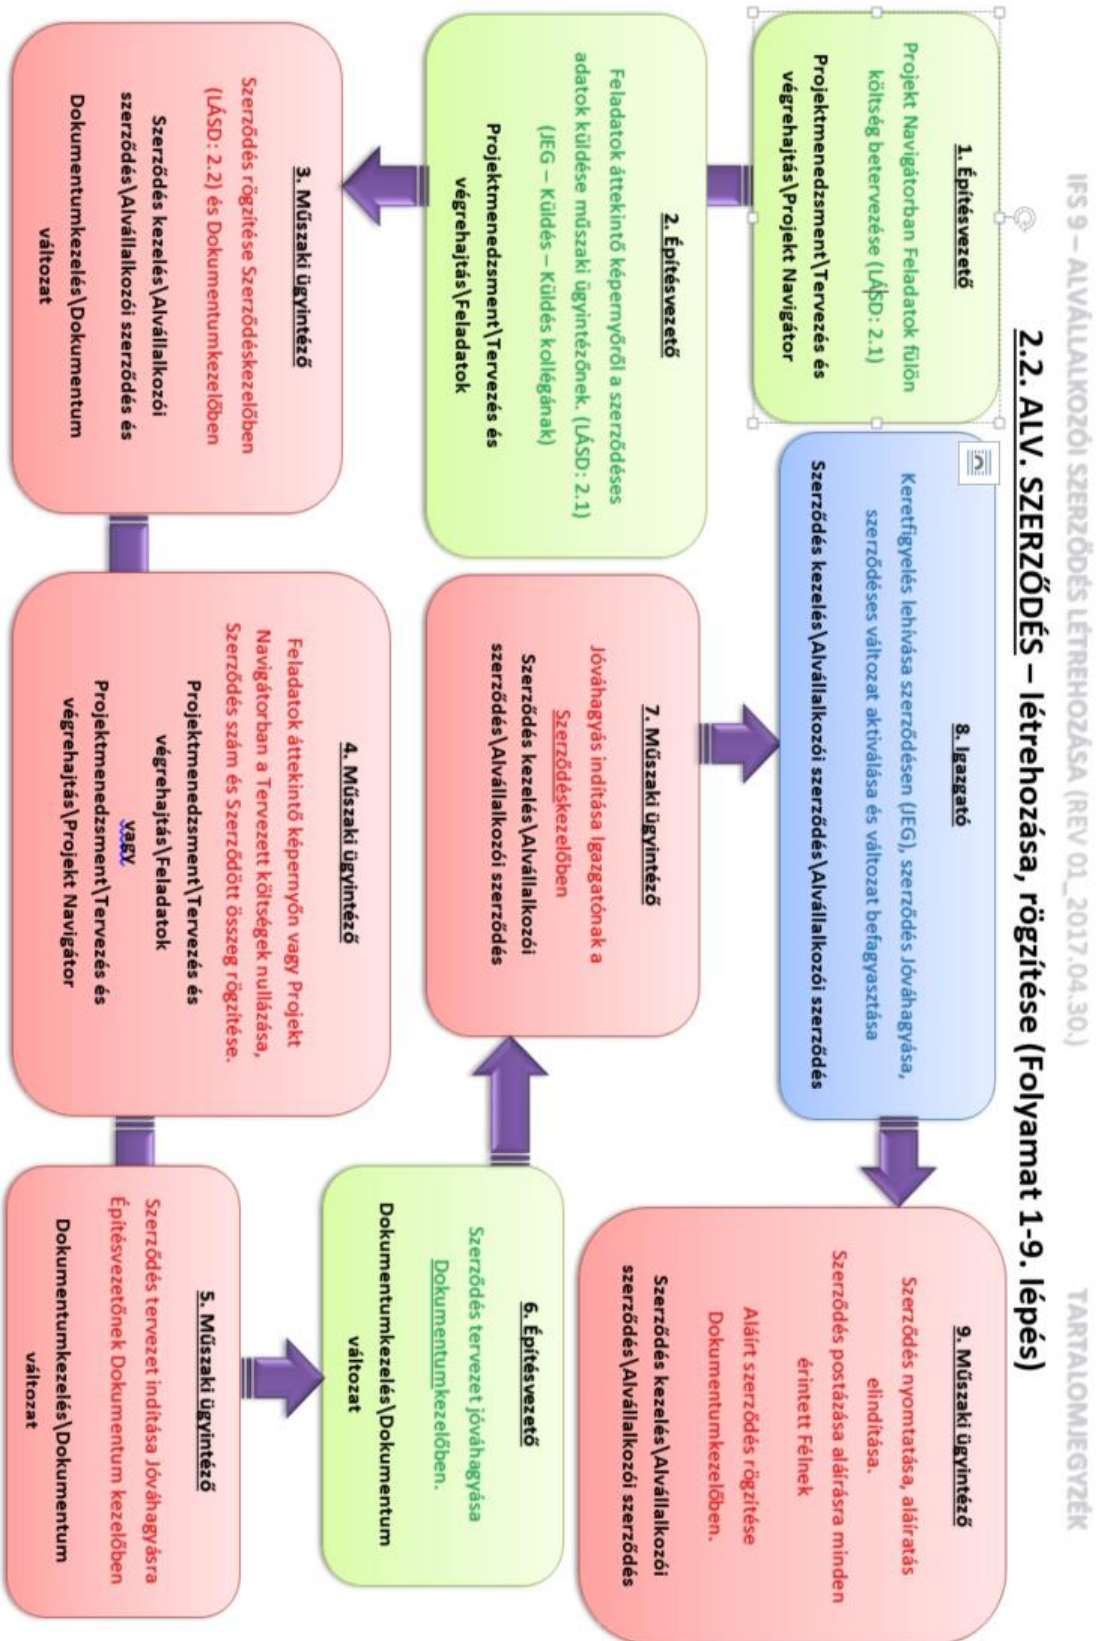 IFS 9 – ALVÁLLALKOZÓI SZERZŐDÉS LÉTREHOZÁSA (REV 01_2017.04.30.)
TARTALOMJEGYZÉK
2.2. ALV. SZERZŐDÉS – létrehozása, rögzítése (Folyamat 1-9. lépés)
1. Építésvezető
Projekt Navigátorban Feladatok fülön
költség betervezése (LÁSD: 2.1)
Projektmenedzsment\Tervezés és
végrehajtás\Projekt Navigátor
2. Építésvezető
Feladatok áttekintő képernyőről a szerződéses
adatok küldése műszaki ügyintézőnek. (LÁSD: 2.1)
(JEG – Küldés – Küldés kollégának)
Projektmenedzsment\Tervezés és
végrehajtás\Feladatok
3. Műszaki ügyintéző
Szerződés rögzítése Szerződéskezelőben
(LÁSD: 2.2) és Dokumentumkezelőben
Szerződés kezelés\Alvállalkozói
szerződés\Alvállalkozói szerződés és
Dokumentumkezelés\Dokumentum
változat
4. Műszaki ügyintéző
Feladatok áttekintő képernyőn vagy Projekt
Navigátorban a Tervezett költségek nullázása,
Szerződés szám és Szerződött összeg rögzítése.
Projektmenedzsment\Tervezés és
végrehajtás\Feladatok
vagy
Projektmenedzsment\Tervezés és
végrehajtás\Projekt Navigátor
5. Műszaki ügyintéző
Szerződés tervezet indítása Jóváhagyásra
Építésvezetőnek Dokumentum kezelőben
Dokumentumkezelés\Dokumentum
változat
6. Építésvezető
Szerződés tervezet jóváhagyása
Dokumentumkezelőben.
Dokumentumkezelés\Dokumentum
változat
7. Műszaki ügyintéző
Jóváhagyás indítása Igazgatónak a
Szerződéskezelőben
Szerződés kezelés\Alvállalkozói
szerződés\Alvállalkozói szerződés
8. Igazgató
Keretfigyelés lehívása szerződésen (JEG), szerződés Jóváhagyása,
szerződéses változat aktiválása és változat befagyasztása
Szerződés kezelés\Alvállalkozói szerződés\Alvállalkozói szerződés
9. Műszaki ügyintéző
Szerződés nyomtatása, aláíratás
elindítása.
Szerződés postázása aláírásra minden
érintett Félnek
Aláírt szerződés rögzítése
Dokumentumkezelőben.
Szerződés kezelés\Alvállalkozói
szerződés\Alvállalkozói szerződés